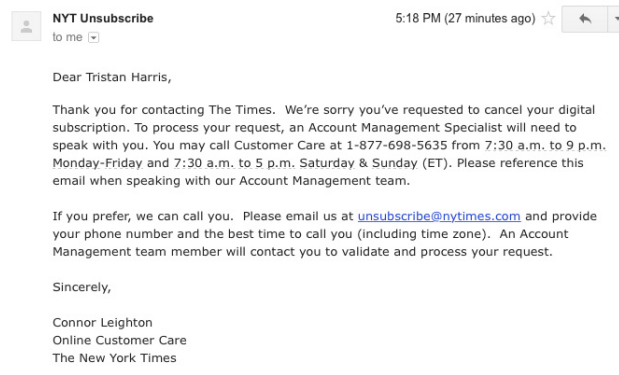 NYT Unsubscribe
5:18 PM (27 minutes ago)
to me
Dear Tristan Harris,
Thank you for contacting The Times.  We’re sorry you’ve requested to cancel your digital
subscription. To process your request, an Account Management Specialist will need to
speak with you. You may call Customer Care at 1-877-698-5635 from 7:30 a.m. to 9 p.m.
Monday-Friday and 7:30 a.m. to 5 p.m. Saturday & Sunday (ET). Please reference this
email when speaking with our Account Management team.
If you prefer, we can call you.  Please email us at unsubscribe@nytimes.com and provide
your phone number and the best time to call you (including time zone).  An Account
Management team member will contact you to validate and process your request.
Sincerely,
Connor Leighton
Online Customer Care
The New York Times